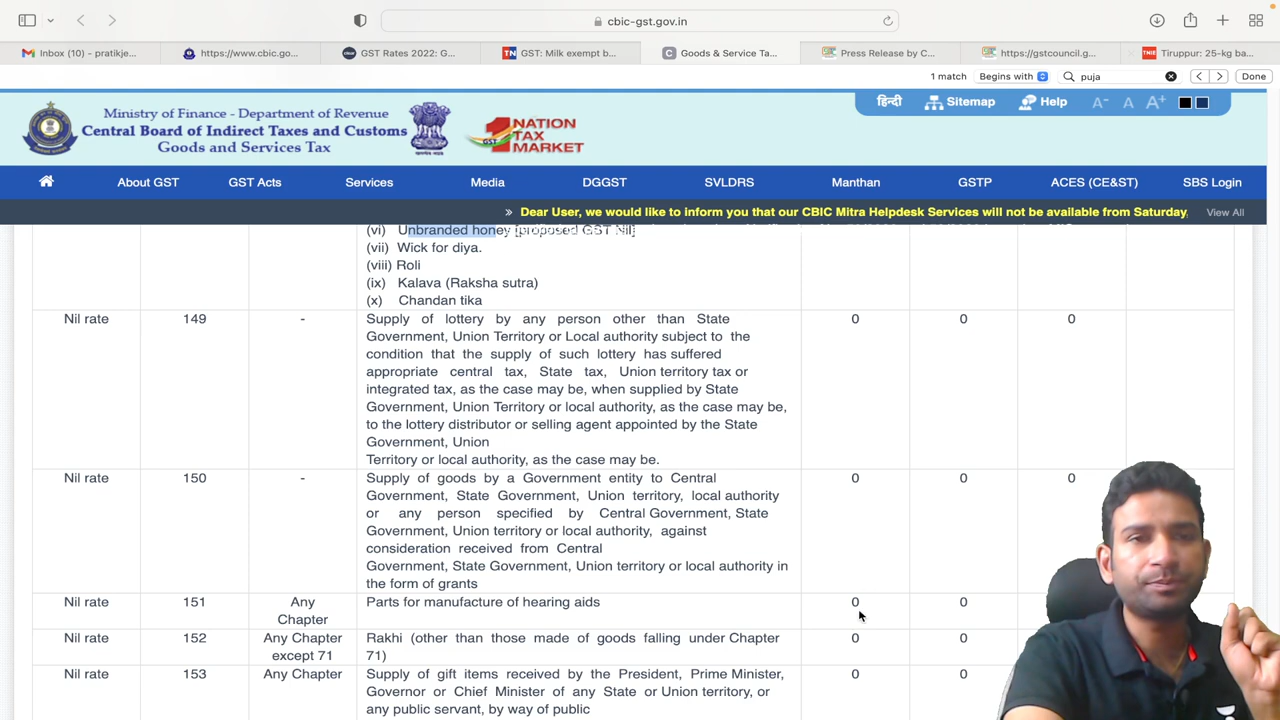 cbic-gst.gov.in
Inbox (10) - pratikje...
https://www.cbic.go...
GST Rates 2022: G...
GST: Milk exempt b...
Goods & Service Ta...
Press Release by C...
https://gstcouncil.g...
Tiruppur: 25-kg ba...
1 match
Begins with
puja
Done
Ministry of Finance - Department of Revenue
Central Board of Indirect Taxes and Customs
Goods and Services Tax
NATION
TAX
MARKET
हिन्दी
Sitemap
Help
A-
A
A+
About GST
GST Acts
Services
Media
DGGST
SVLDRS
Manthan
GSTP
ACES (CE&ST)
SBS Login
» Dear User, we would like to inform you that our CBIC Mitra Helpdesk Services will not be available from Saturday,
View All
(vi) Unbranded honey [proposed GST Nil]
(vii) Wick for diya.
(viii) Roli
(ix) Kalava (Raksha sutra)
(x) Chandan tika
Nil rate 149 - Supply of lottery by any person other than State 0 0 0
Government, Union Territory or Local authority subject to the
condition that the supply of such lottery has suffered
appropriate central tax, State tax, Union territory tax or
integrated tax, as the case may be, when supplied by State
Government, Union Territory or local authority, as the case may be,
to the lottery distributor or selling agent appointed by the State
Government, Union
Territory or local authority, as the case may be.
Nil rate 150 - Supply of goods by a Government entity to Central 0 0 0
Government, State Government, Union territory, local authority
or any person specified by Central Government, State
Government, Union territory or local authority, against
consideration received from Central
Government, State Government, Union territory or local authority in
the form of grants
Nil rate 151 Any Parts for manufacture of hearing aids 0 0
Chapter
Nil rate 152 Any Chapter Rakhi (other than those made of goods falling under Chapter 0 0
except 71 71)
Nil rate 153 Any Chapter Supply of gift items received by the President, Prime Minister, 0 0
Governor or Chief Minister of any State or Union territory, or
any public servant, by way of public